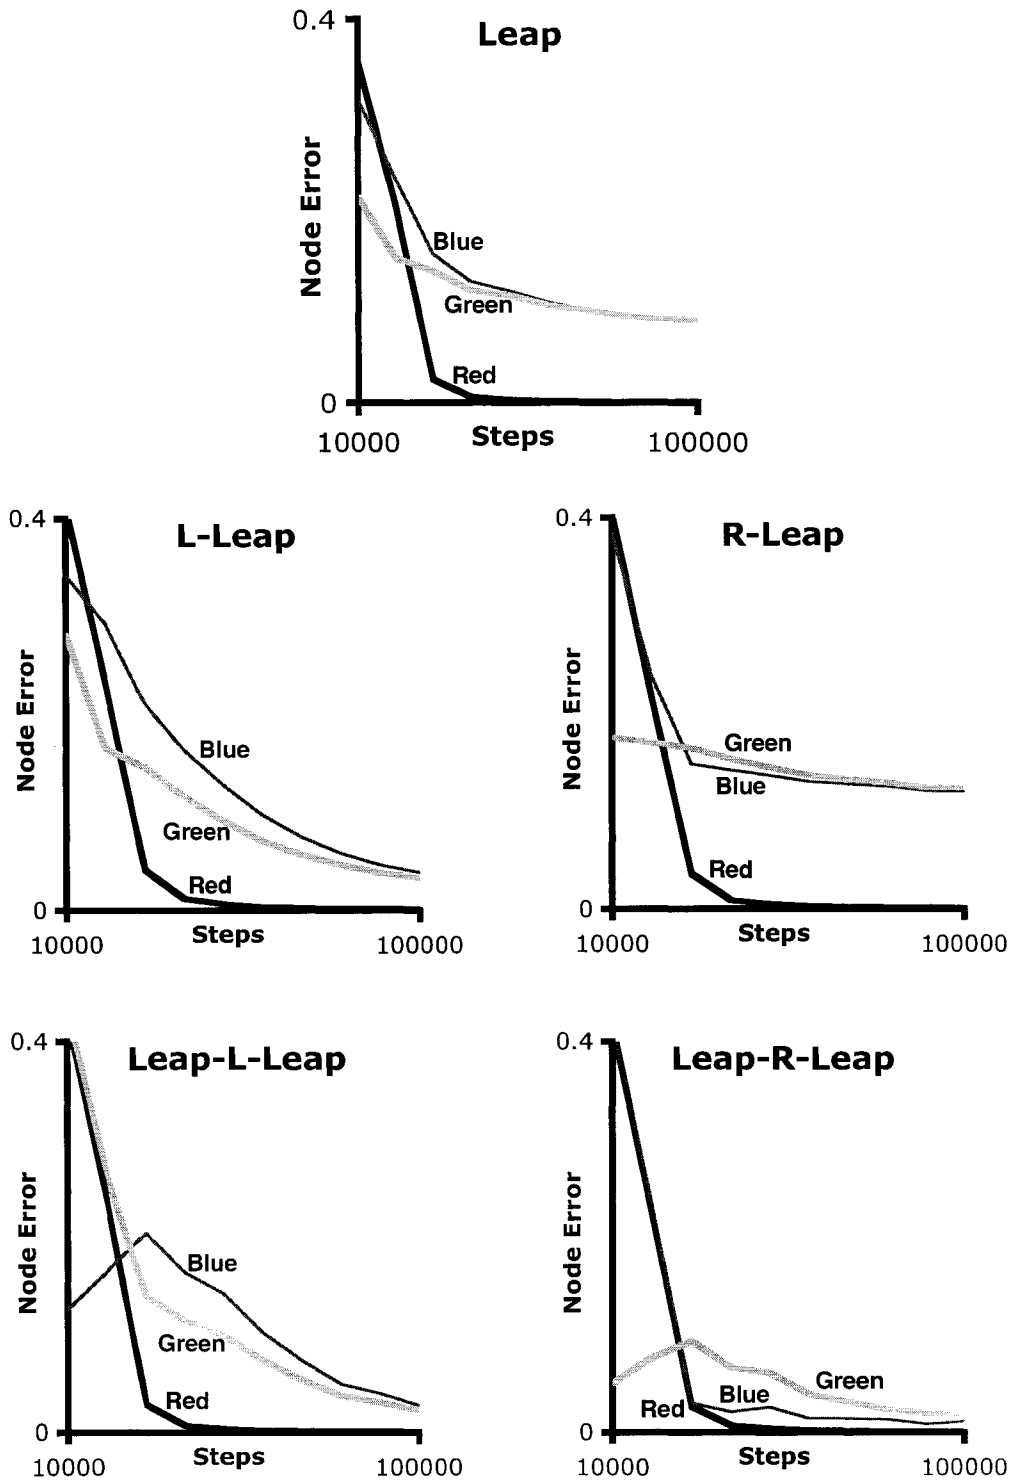 0.4
Leap
Node Error
Blue
Green
Red
0
10000
Steps
100000
0.4
L-Leap
Node Error
Blue
Green
Red
0
10000
Steps
100000
0.4
R-Leap
Node Error
Green
Blue
Red
0
10000
Steps
100000
0.4
Leap-L-Leap
Node Error
Blue
Green
Red
0
10000
Steps
100000
0.4
Leap-R-Leap
Node Error
Green
Blue
Red
0
10000
Steps
100000